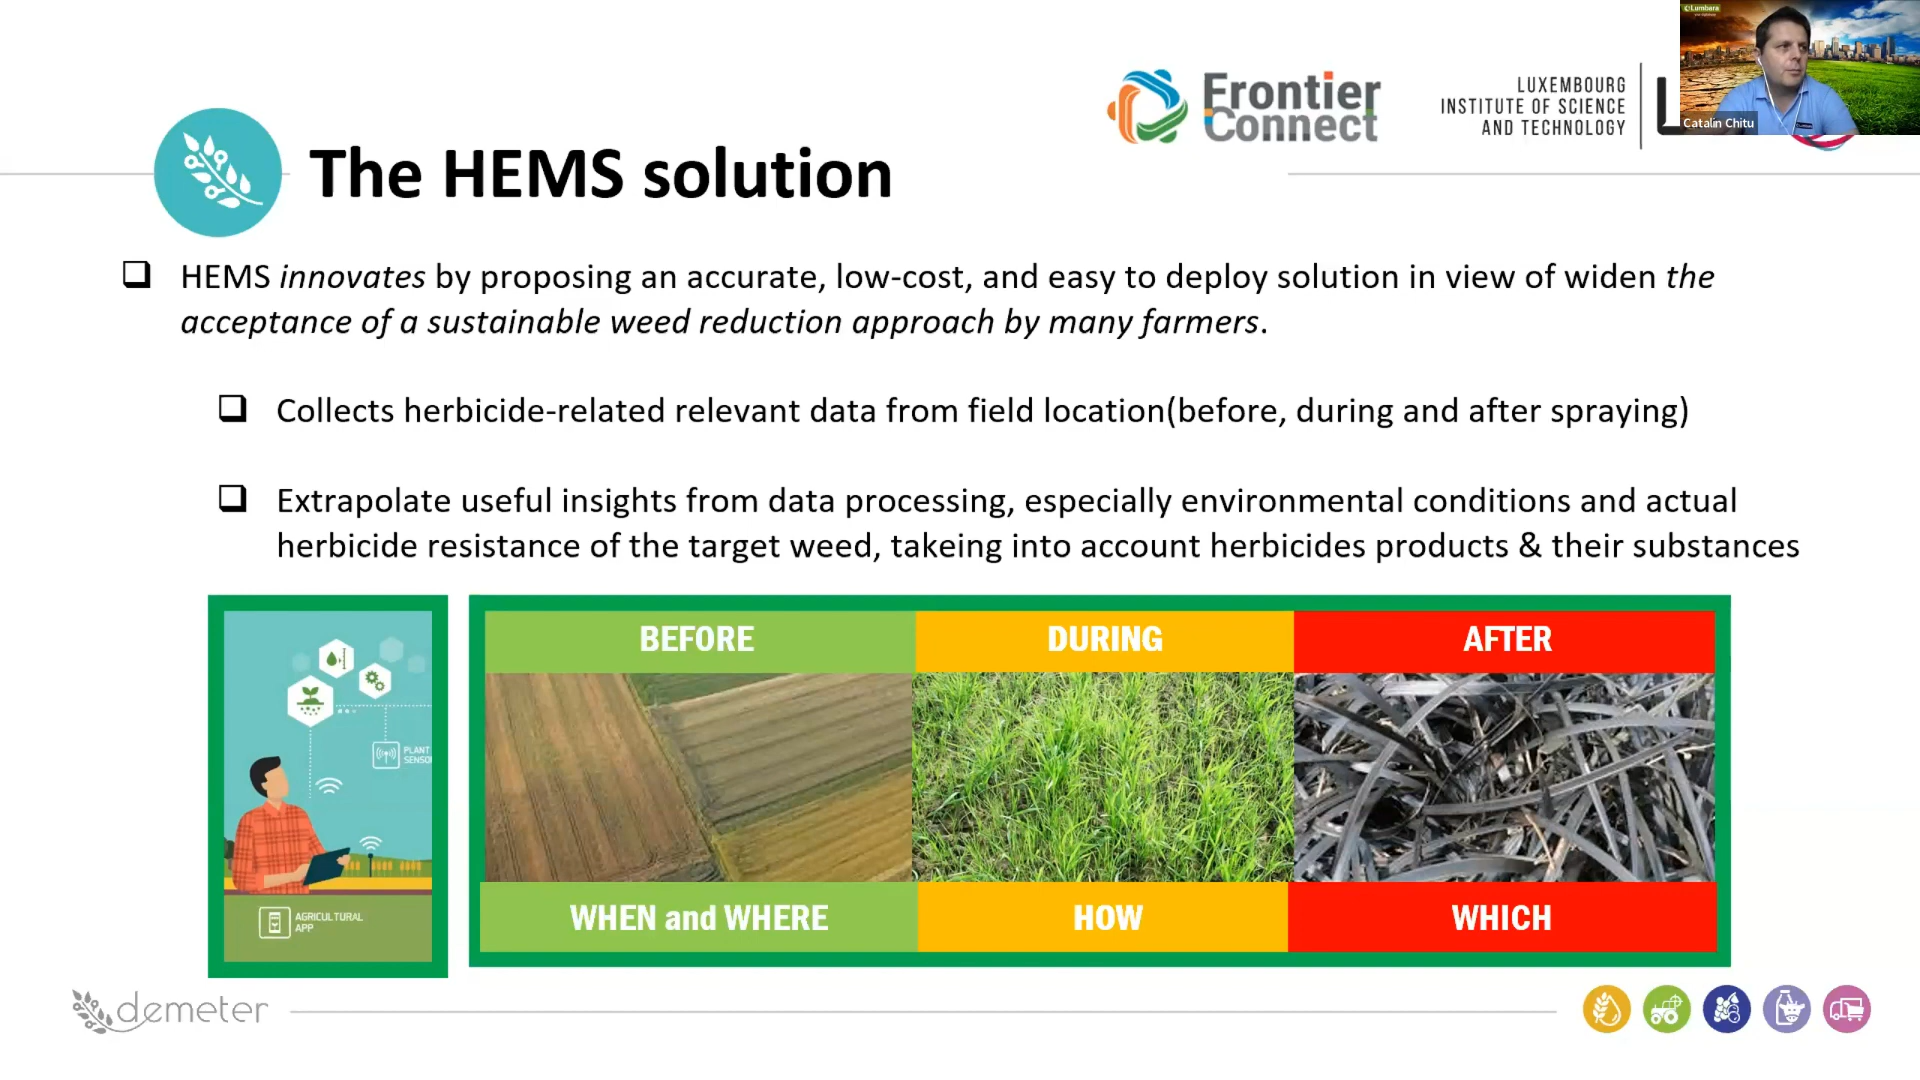 Lumbara
Frontier
Connect
LUXEMBOURG
INSTITUTE OF SCIENCE
AND TECHNOLOGY
L
Catalin Chitu
The HEMS solution
HEMS innovates by proposing an accurate, low-cost, and easy to deploy solution in view of widen the
acceptance of a sustainable weed reduction approach by many farmers.
Collects herbicide-related relevant data from field location(before, during and after spraying)
Extrapolate useful insights from data processing, especially environmental conditions and actual
herbicide resistance of the target weed, takeing into account herbicides products & their substances
PLANT
SENSO
AGRICULTURAL
APP
BEFORE
DURING
AFTER
WHEN and WHERE
HOW
WHICH
demeter